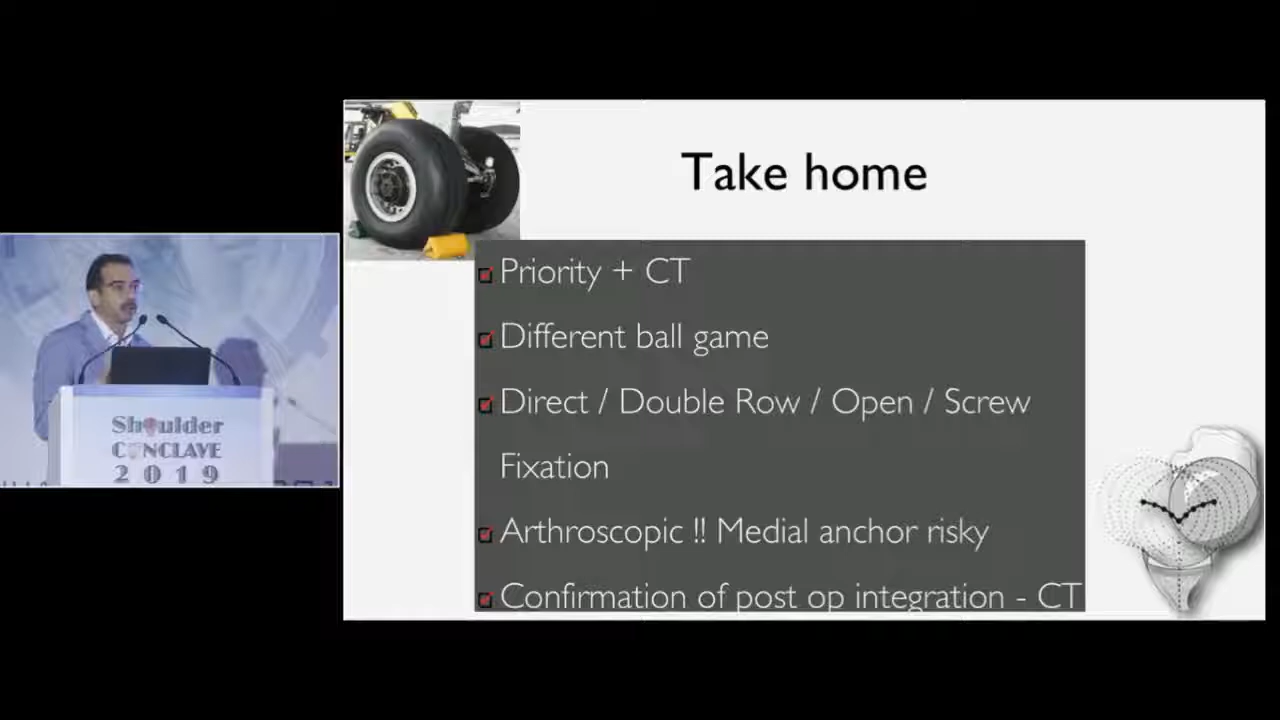 Take home
Priority + CT
Different ball game
Direct / Double Row / Open / Screw
Fixation
Arthroscopic !! Medial anchor risky
Confirmation of post op integration - CT
Shoulder
CONCLAVE
2019